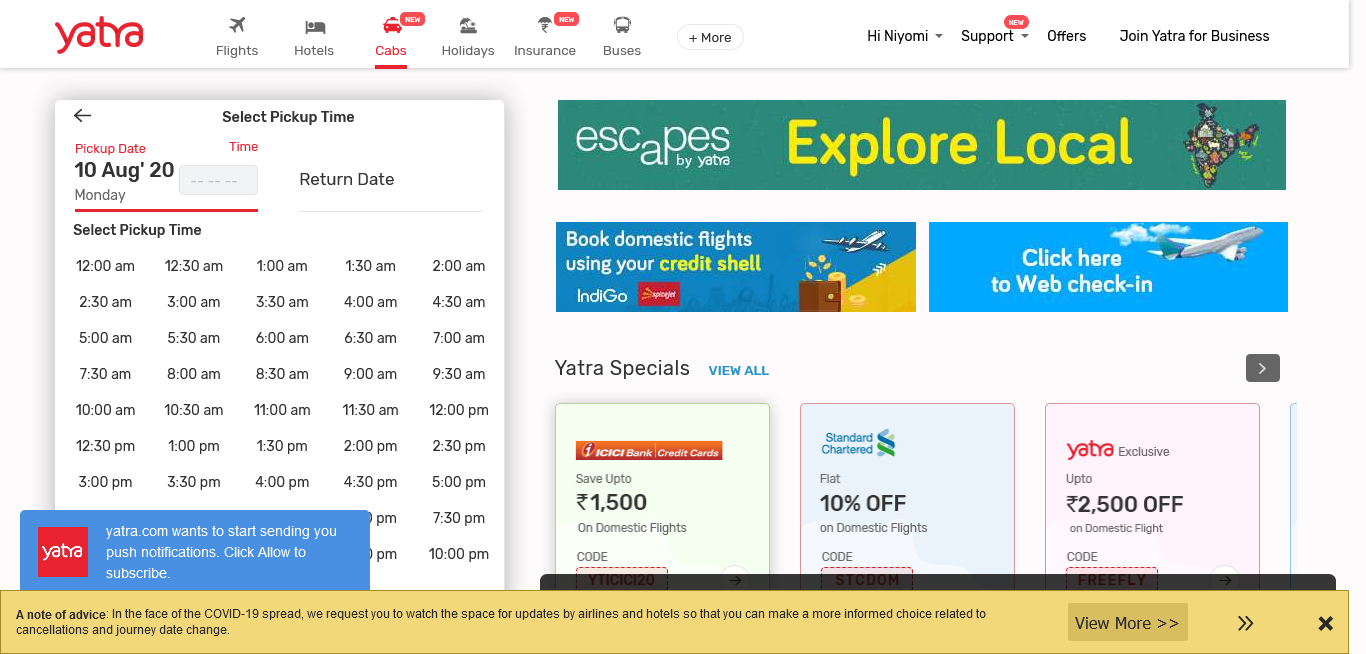 yatra
Flights
Hotels
NEW
Cabs
Holidays
NEW
Insurance
Buses
+ More
Hi Niyomi
NEW
Support
Offers
Join Yatra for Business
Select Pickup Time
Pickup Date
Time
10 Aug' 20
-- -- --
Monday
Return Date
Select Pickup Time
12:00 am 12:30 am 1:00 am 1:30 am 2:00 am
2:30 am 3:00 am 3:30 am 4:00 am 4:30 am
5:00 am 5:30 am 6:00 am 6:30 am 7:00 am
7:30 am 8:00 am 8:30 am 9:00 am 9:30 am
10:00 am 10:30 am 11:00 am 11:30 am 12:00 pm
12:30 pm 1:00 pm 1:30 pm 2:00 pm 2:30 pm
3:00 pm 3:30 pm 4:00 pm 4:30 pm 5:00 pm
pm 7:30 pm
pm 10:00 pm
yatra
yatra.com wants to start sending you
push notifications. Click Allow to
subscribe.
escapes
by yatra
Explore Local
Book domestic flights
using your credit shell
IndiGo spicejet
Click here
to Web check-in
Yatra Specials VIEW ALL
ICICI Bank Credit Cards
Save Upto
₹1,500
On Domestic Flights
CODE
YTICICI20
Standard
Chartered
Flat
10% OFF
on Domestic Flights
CODE
STCDOM
yatra Exclusive
Upto
₹2,500 OFF
on Domestic Flight
CODE
FREEFLY
A note of advice: In the face of the COVID-19 spread, we request you to watch the space for updates by airlines and hotels so that you can make a more informed choice related to
cancellations and journey date change.
View More >>